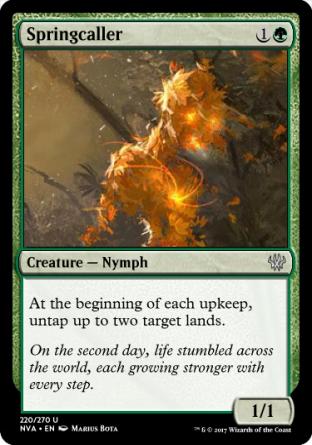 Springcaller 1
Creature — Nymph
At the beginning of each upkeep,
untap up to two target lands.
On the second day, life stumbled across
the world, each growing stronger with
every step.
1/1
220/270 U
NVA • EN Marius Bota
™ & © 2017 Wizards of the Coast